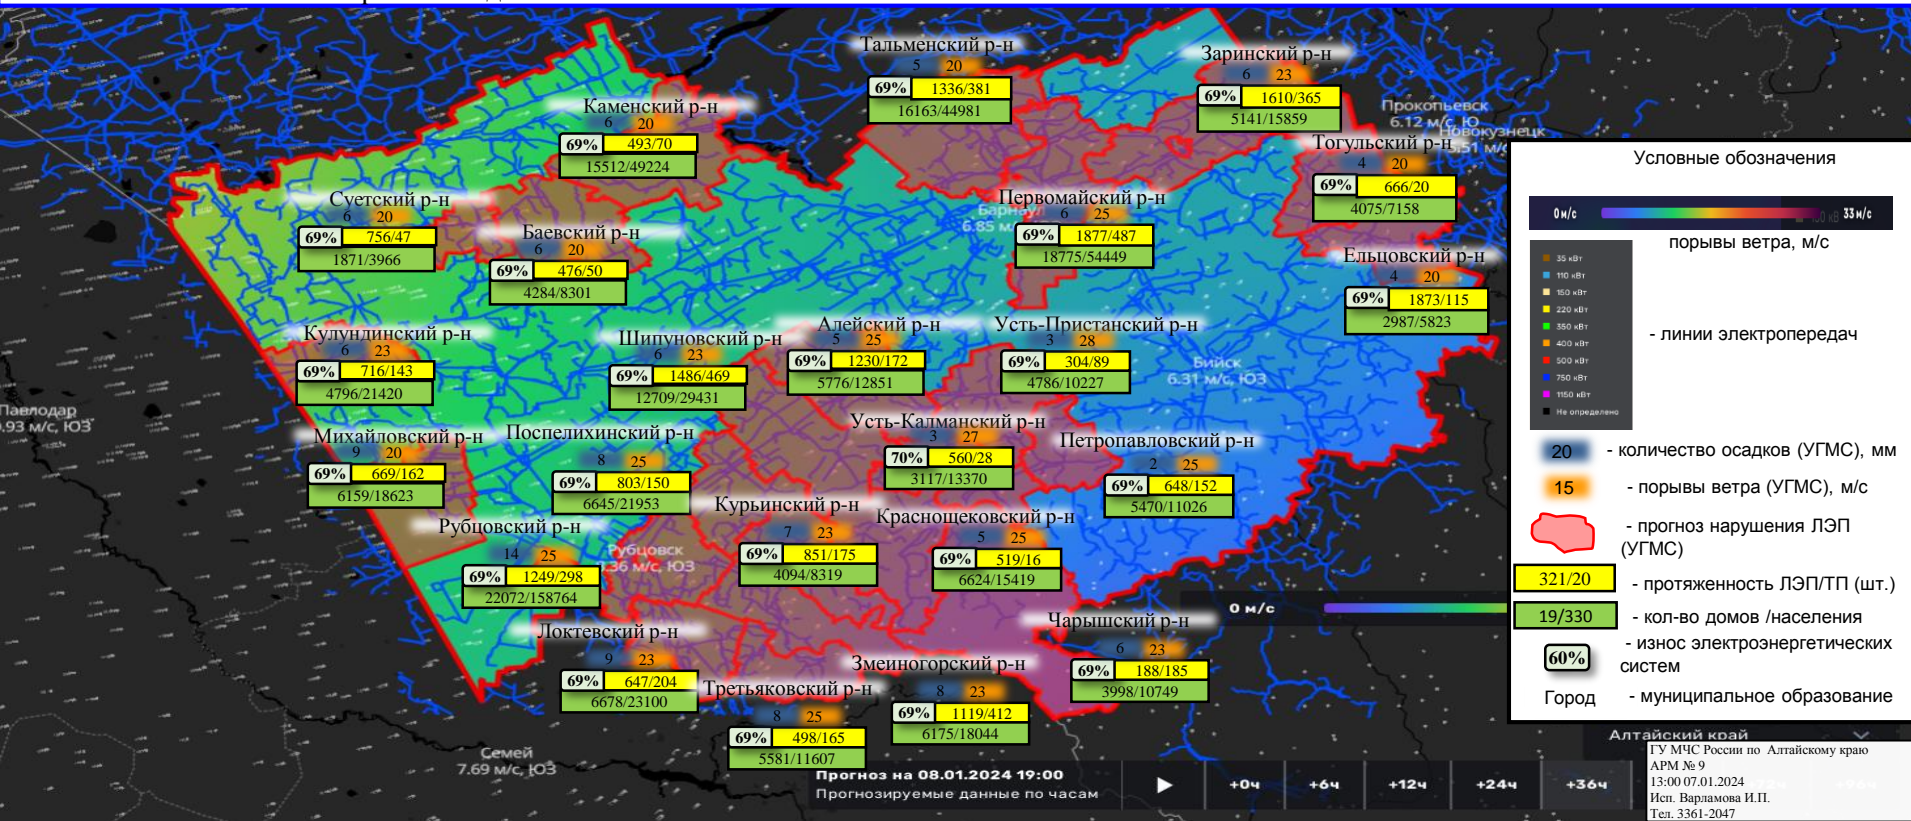 Тальменский р-н
5 20
69% 1336/381
16163/44981
Заринский р-н
6 23
69% 1610/365
5141/15859
Каменский р-н
6 20
69% 493/70
15512/49224
Прокопьевск
6.12 м/с, Ю
Новокузнецк
Тогульский р-н
4 20
69% 666/20
4075/7158
Суетский р-н
6 20
69% 756/47
1871/3966
Баевский р-н
6 20
69% 476/50
4284/8301
Первомайский р-н
Барнаул
6 25
69% 1877/487
18775/54449
Ельцовский р-н
4 20
69% 1873/115
2987/5823
Кулундинский р-н
6 23
69% 716/143
4796/21420
Шипуновский р-н
6 23
69% 1486/469
12709/29431
Алейский р-н
5 25
69% 1230/172
5776/12851
Усть-Пристанский р-н
3 28
69% 304/89
4786/10227
Бийск
6.31 м/с, ЮЗ
Павлодар
.93 м/с, ЮЗ
Михайловский р-н
9 20
69% 669/162
6159/18623
Поспелихинский р-н
8 25
69% 803/150
6645/21953
Усть-Калманский р-н
3 27
70% 560/28
3117/13370
Петропавловский р-н
2 25
69% 648/152
5470/11026
Рубцовский р-н
14 25
69% 1249/298
22072/158764
Рубцовск
.36 м/с, ЮЗ
Курьинский р-н
7 23
69% 851/175
4094/8319
Краснощековский р-н
5 25
69% 519/16
6624/15419
0 м/с
Локтевский р-н
9 23
69% 647/204
6678/23100
Третьяковский р-н
8 25
69% 498/165
5581/11607
Змеиногорский р-н
8 23
69% 1119/412
6175/18044
Чарышский р-н
6 23
69% 188/185
3998/10749
Семей
7.69 м/с, ЮЗ
Прогноз на 08.01.2024 19:00
Прогнозируемые данные по часам
+0ч +6ч +12ч +24ч +36ч
Алтайский край
Условные обозначения
0 м/с 33 м/с
порывы ветра, м/с
35 кВт
110 кВт
150 кВт
220 кВт
350 кВт
400 кВт
500 кВт
750 кВт
1150 кВт
Не определено
- линии электропередач
20 - количество осадков (УГМС), мм
15 - порывы ветра (УГМС), м/с
- прогноз нарушения ЛЭП
(УГМС)
321/20 - протяженность ЛЭП/ТП (шт.)
19/330 - кол-во домов /населения
60% - износ электроэнергетических
систем
Город - муниципальное образование
ГУ МЧС России по Алтайскому краю
АРМ № 9
13:00 07.01.2024
Исп. Варламова И.П.
Тел. 3361-2047